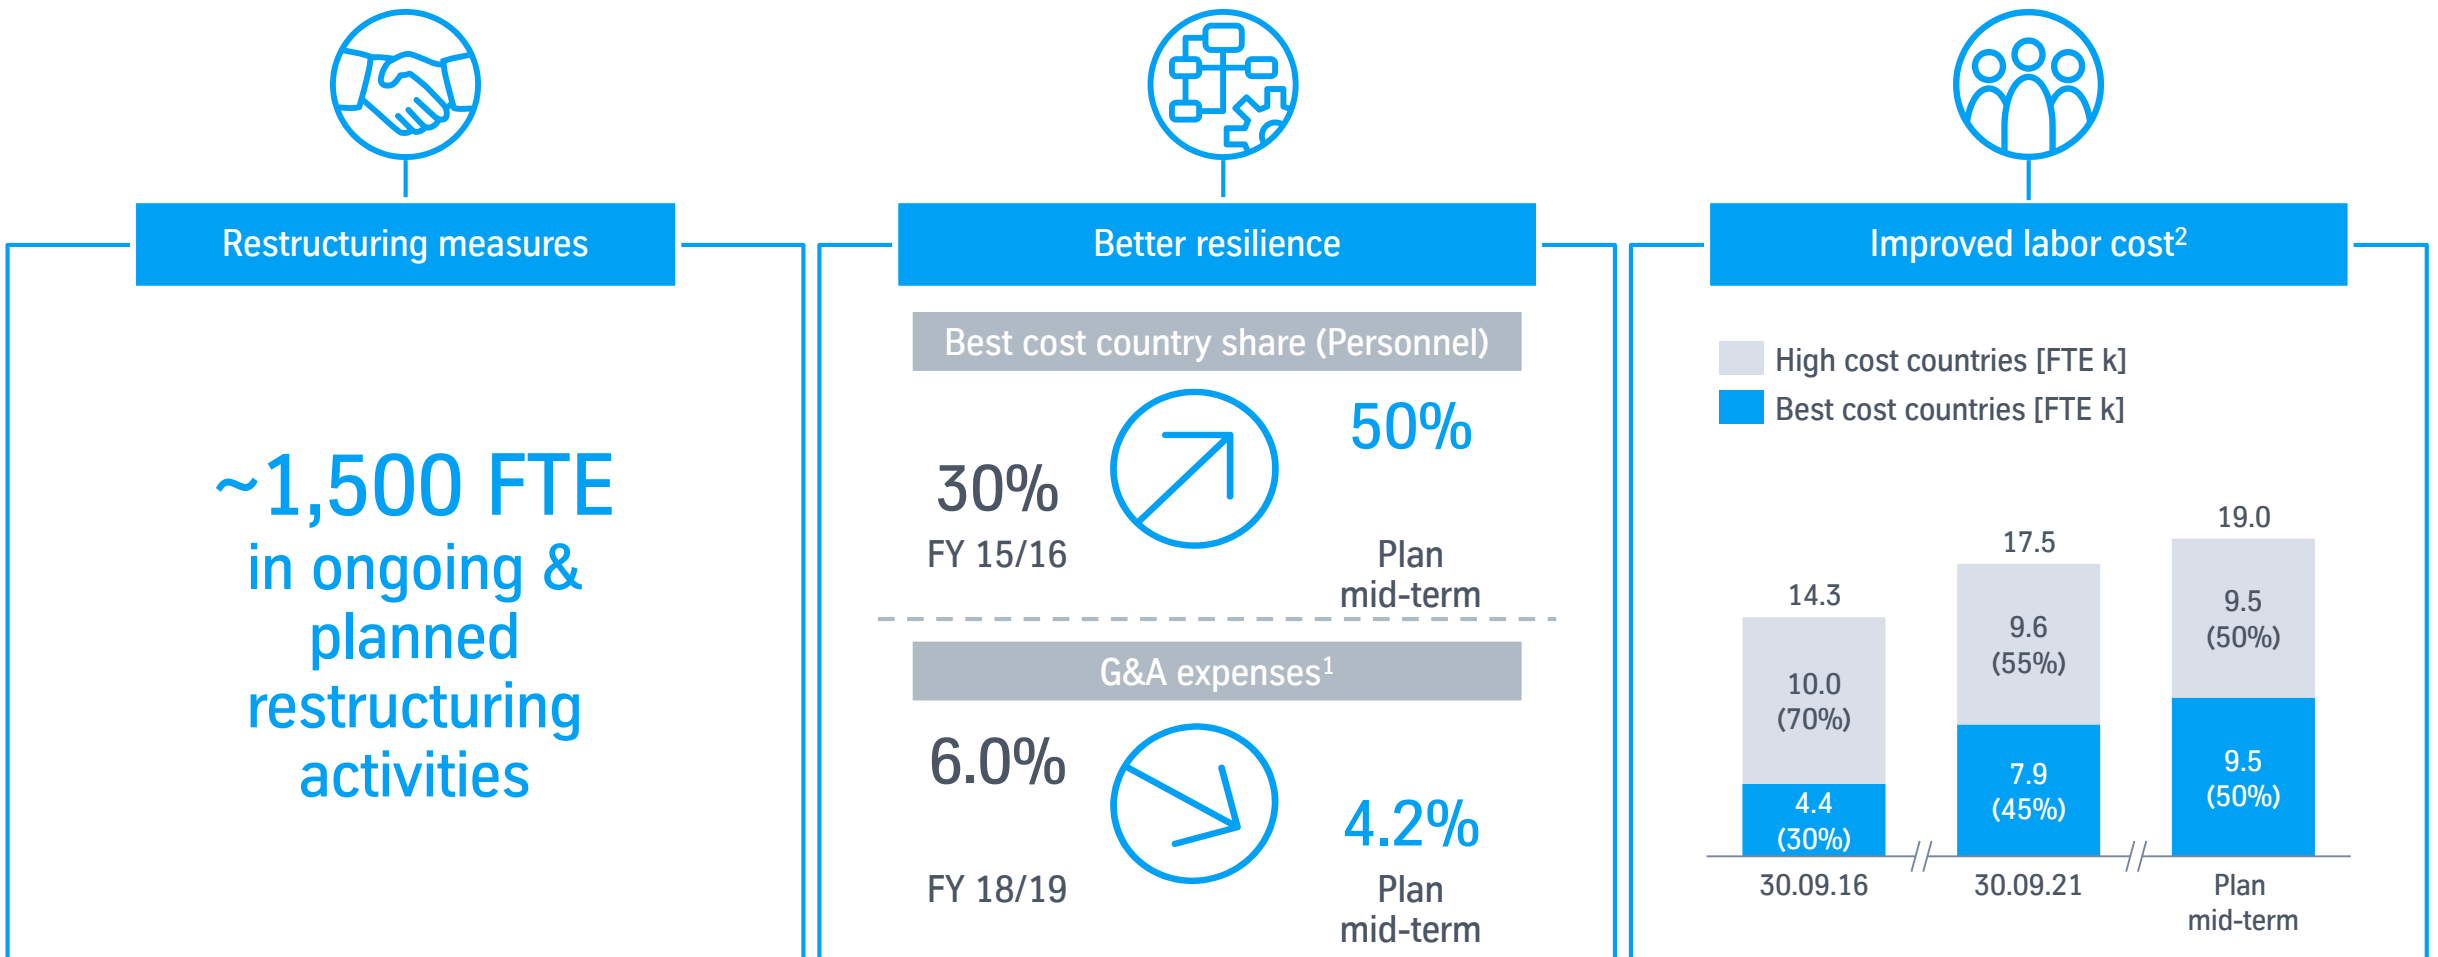 Restructuring measures
~1,500 FTE
in ongoing &
planned
restructuring
activities
Better resilience
Best cost country share (Personnel)
30%
FY 15/16
50%
Plan
mid-term
G&A expenses¹
6.0%
FY 18/19
4.2%
Plan
mid-term
Improved labor cost²
High cost countries [FTE k]
Best cost countries [FTE k]
14.3
10.0
(70%)
4.4
(30%)
30.09.16
17.5
9.6
(55%)
7.9
(45%)
30.09.21
19.0
9.5
(50%)
9.5
(50%)
Plan
mid-term